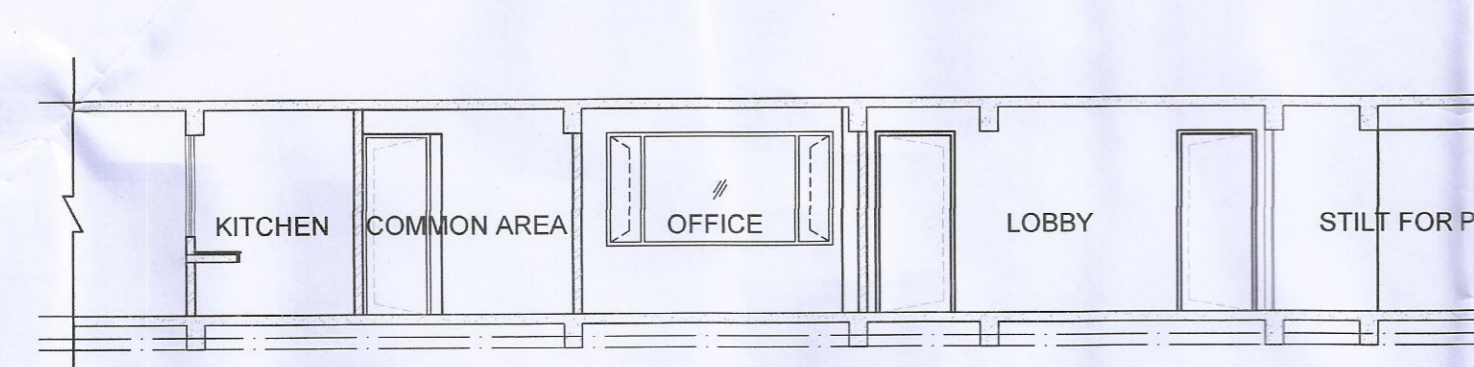 KITCHEN
COMMON AREA
OFFICE
LOBBY
STILT FOR P